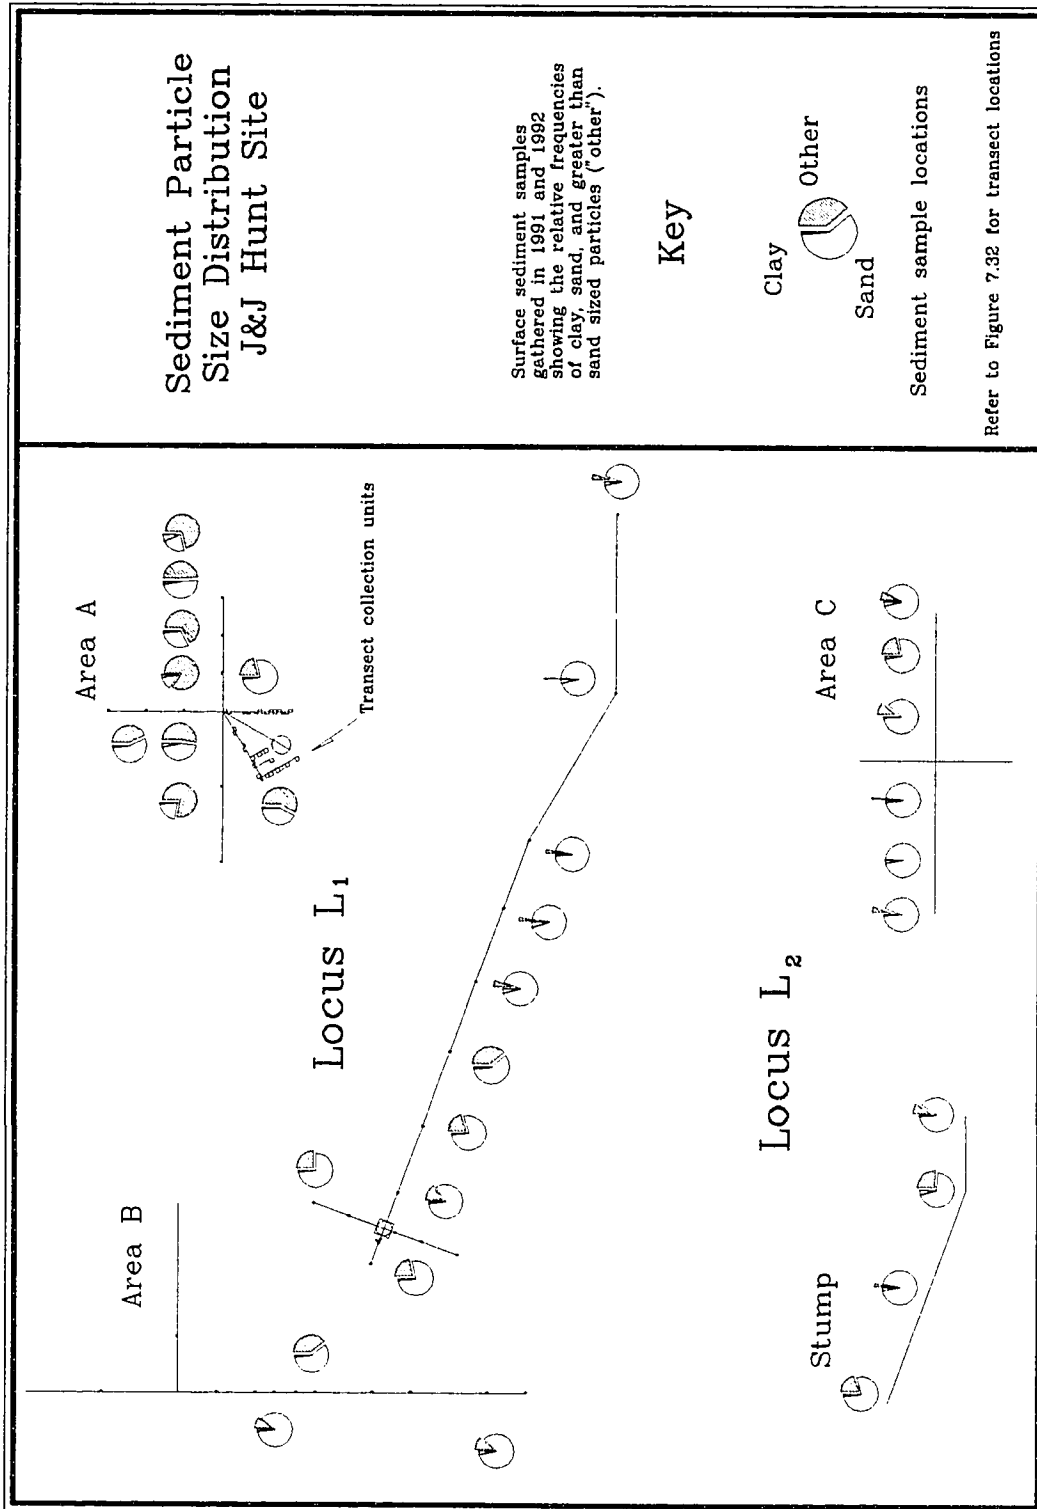 Sediment Particle
Size Distribution
J&J Hunt Site
Surface sediment samples
gathered in 1991 and 1992
showing the relative frequencies
of clay, sand, and greater than
sand sized particles ("other").
Key
Clay
Other
Sand
Sediment sample locations
Refer to Figure 7.32 for transect locations
Area A
Transect collection units
Area B
Locus L1
Area C
Locus L2
Stump